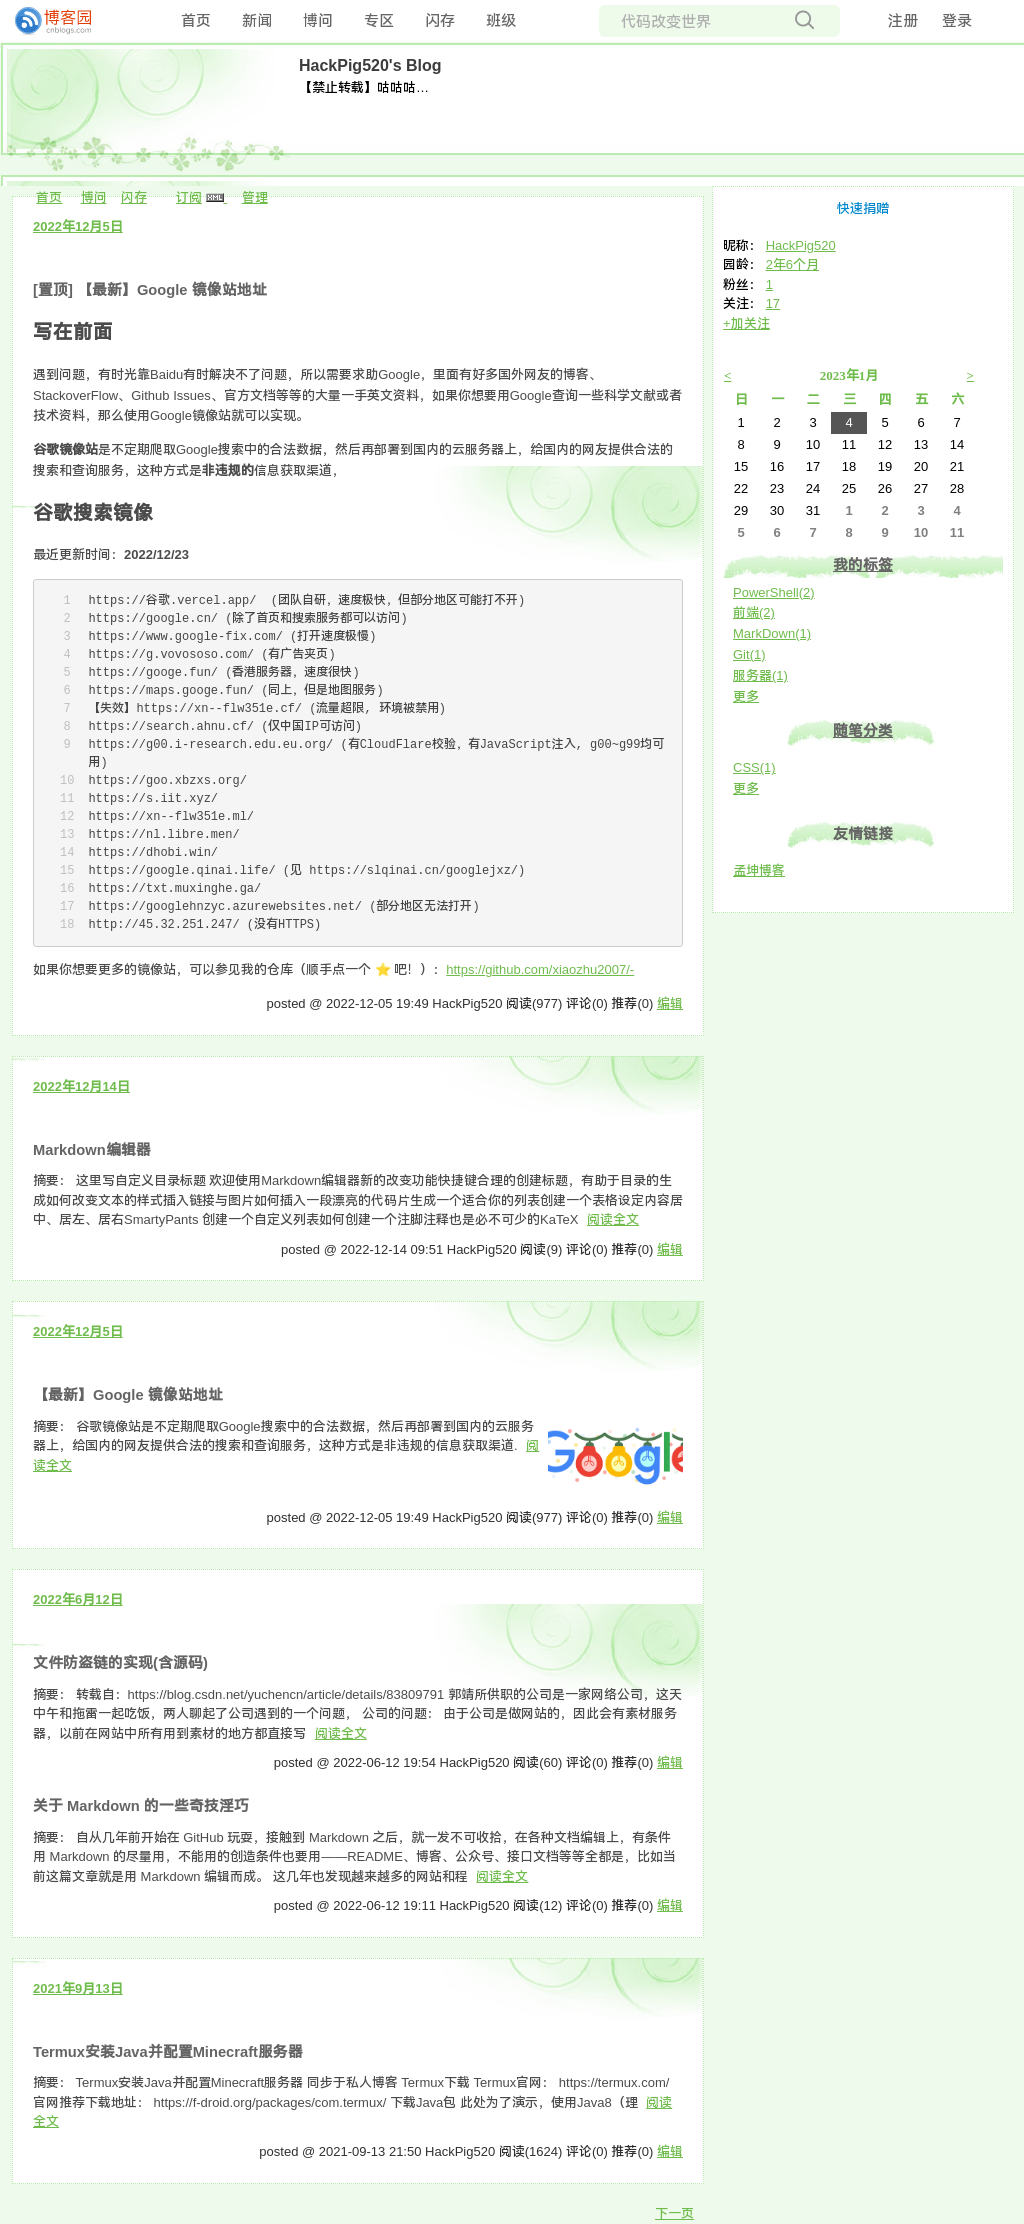 博客园
cnblogs.com
首页 新闻 博问 专区 闪存 班级 代码改变世界 注册 登录
HackPig520's Blog
【禁止转载】咕咕咕…
首页 博问 闪存 订阅 XML 管理
2022年12月5日
[置顶] 【最新】Google 镜像站地址
写在前面
遇到问题，有时光靠Baidu有时解决不了问题，所以需要求助Google，里面有好多国外网友的博客、
StackoverFlow、Github Issues、官方文档等等的大量一手英文资料，如果你想要用Google查询一些科学文献或者
技术资料，那么使用Google镜像站就可以实现。
谷歌镜像站是不定期爬取Google搜索中的合法数据，然后再部署到国内的云服务器上，给国内的网友提供合法的
搜索和查询服务，这种方式是非违规的信息获取渠道，
谷歌搜索镜像
最近更新时间：2022/12/23
1 https://谷歌.vercel.app/ (团队自研，速度极快，但部分地区可能打不开)
2 https://google.cn/ (除了首页和搜索服务都可以访问)
3 https://www.google-fix.com/ (打开速度极慢)
4 https://g.vovososo.com/ (有广告夹页)
5 https://googe.fun/ (香港服务器，速度很快)
6 https://maps.googe.fun/ (同上，但是地图服务)
7 【失效】https://xn--flw351e.cf/ (流量超限, 环境被禁用)
8 https://search.ahnu.cf/ (仅中国IP可访问)
9 https://g00.i-research.edu.eu.org/ (有CloudFlare校验，有JavaScript注入, g00~g99均可
用)
10 https://goo.xbzxs.org/
11 https://s.iit.xyz/
12 https://xn--flw351e.ml/
13 https://nl.libre.men/
14 https://dhobi.win/
15 https://google.qinai.life/ (见 https://slqinai.cn/googlejxz/)
16 https://txt.muxinghe.ga/
17 https://googlehnzyc.azurewebsites.net/ (部分地区无法打开)
18 http://45.32.251.247/ (没有HTTPS)
如果你想要更多的镜像站，可以参见我的仓库（顺手点一个 ⭐ 吧！）：https://github.com/xiaozhu2007/-
posted @ 2022-12-05 19:49 HackPig520 阅读(977) 评论(0) 推荐(0) 编辑
2022年12月14日
Markdown编辑器
摘要： 这里写自定义目录标题 欢迎使用Markdown编辑器新的改变功能快捷键合理的创建标题，有助于目录的生
成如何改变文本的样式插入链接与图片如何插入一段漂亮的代码片生成一个适合你的列表创建一个表格设定内容居
中、居左、居右SmartyPants 创建一个自定义列表如何创建一个注脚注释也是必不可少的KaTeX 阅读全文
posted @ 2022-12-14 09:51 HackPig520 阅读(9) 评论(0) 推荐(0) 编辑
2022年12月5日
【最新】Google 镜像站地址
摘要： 谷歌镜像站是不定期爬取Google搜索中的合法数据，然后再部署到国内的云服务
器上，给国内的网友提供合法的搜索和查询服务，这种方式是非违规的信息获取渠道. 阅
读全文
Google
posted @ 2022-12-05 19:49 HackPig520 阅读(977) 评论(0) 推荐(0) 编辑
2022年6月12日
文件防盗链的实现(含源码)
摘要： 转载自：https://blog.csdn.net/yuchencn/article/details/83809791 郭靖所供职的公司是一家网络公司，这天
中午和拖雷一起吃饭，两人聊起了公司遇到的一个问题， 公司的问题： 由于公司是做网站的，因此会有素材服务
器，以前在网站中所有用到素材的地方都直接写 阅读全文
posted @ 2022-06-12 19:54 HackPig520 阅读(60) 评论(0) 推荐(0) 编辑
关于 Markdown 的一些奇技淫巧
摘要： 自从几年前开始在 GitHub 玩耍，接触到 Markdown 之后，就一发不可收拾，在各种文档编辑上，有条件
用 Markdown 的尽量用，不能用的创造条件也要用——README、博客、公众号、接口文档等等全都是，比如当
前这篇文章就是用 Markdown 编辑而成。 这几年也发现越来越多的网站和程 阅读全文
posted @ 2022-06-12 19:11 HackPig520 阅读(12) 评论(0) 推荐(0) 编辑
2021年9月13日
Termux安装Java并配置Minecraft服务器
摘要： Termux安装Java并配置Minecraft服务器 同步于私人博客 Termux下载 Termux官网： https://termux.com/
官网推荐下载地址： https://f-droid.org/packages/com.termux/ 下载Java包 此处为了演示，使用Java8（理 阅读
全文
posted @ 2021-09-13 21:50 HackPig520 阅读(1624) 评论(0) 推荐(0) 编辑
下一页
快速捐赠
昵称： HackPig520
园龄： 2年6个月
粉丝： 1
关注： 17
+加关注
< 2023年1月 >
日 一 二 三 四 五 六
1 2 3 4 5 6 7
8 9 10 11 12 13 14
15 16 17 18 19 20 21
22 23 24 25 26 27 28
29 30 31 1 2 3 4
5 6 7 8 9 10 11
我的标签
PowerShell(2)
前端(2)
MarkDown(1)
Git(1)
服务器(1)
更多
随笔分类
CSS(1)
更多
友情链接
孟坤博客